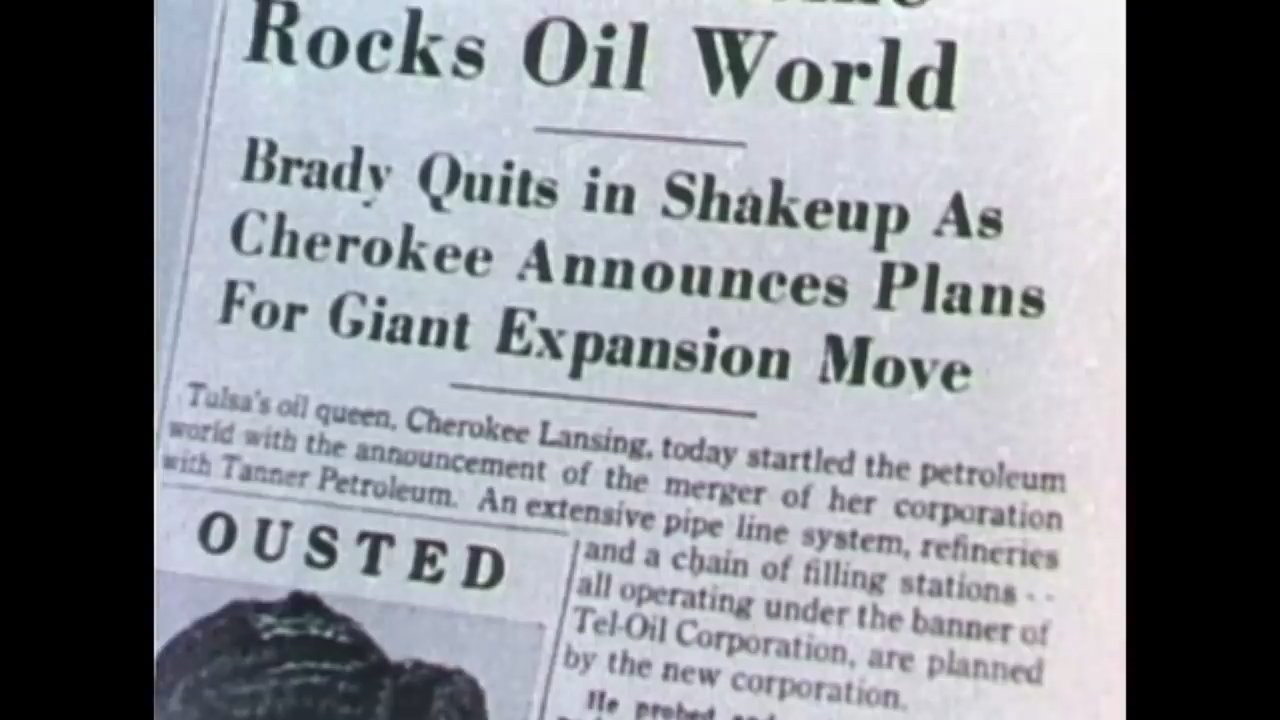 Rocks Oil World
Brady Quits in Shakeup As
Cherokee Announces Plans
For Giant Expansion Move
Tulsa's oil queen, Cherokee Lansing, today startled the petroleum
world with the announcement of the merger of her corporation
with Tanner Petroleum. An extensive pipe line system, refineries
OUSTED
and a chain of filling stations - -
all operating under the banner of
Tel-Oil Corporation, are planned
by the new corporation.
He probed